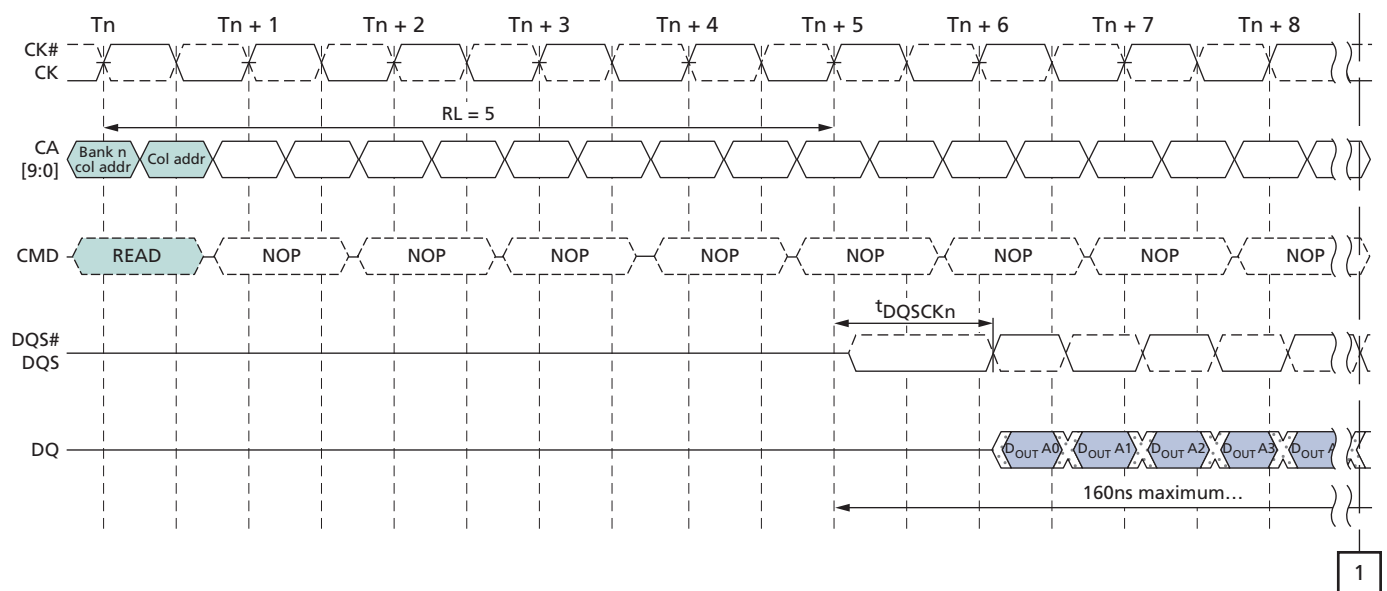 Tn Tn + 1 Tn + 2 Tn + 3 Tn + 4 Tn + 5 Tn + 6 Tn + 7 Tn + 8
CK#
CK
RL = 5
CA
[9:0]
Bank n
col addr
Col addr
CMD
READ NOP NOP NOP NOP NOP NOP NOP NOP
tDQSCKn
DQS#
DQS
DQ
DOUT A0 DOUT A1 DOUT A2 DOUT A3 DOUT
160ns maximum…
1